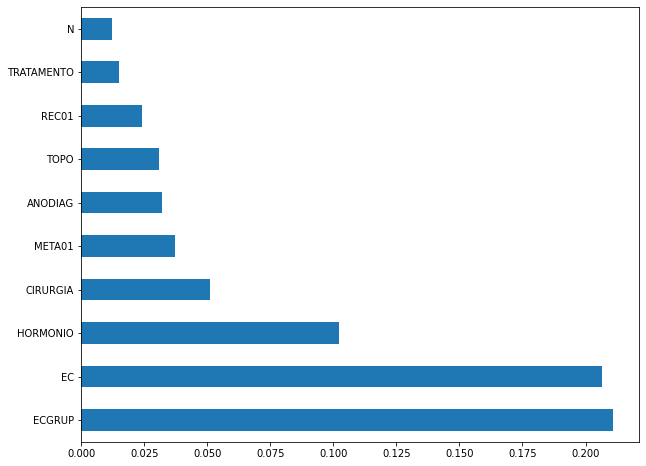 N
TRATAMENTO
REC01
TOPO
ANODIAG
META01
CIRURGIA
HORMONIO
EC
ECGRUP
0.000 0.025 0.050 0.075 0.100 0.125 0.150 0.175 0.200